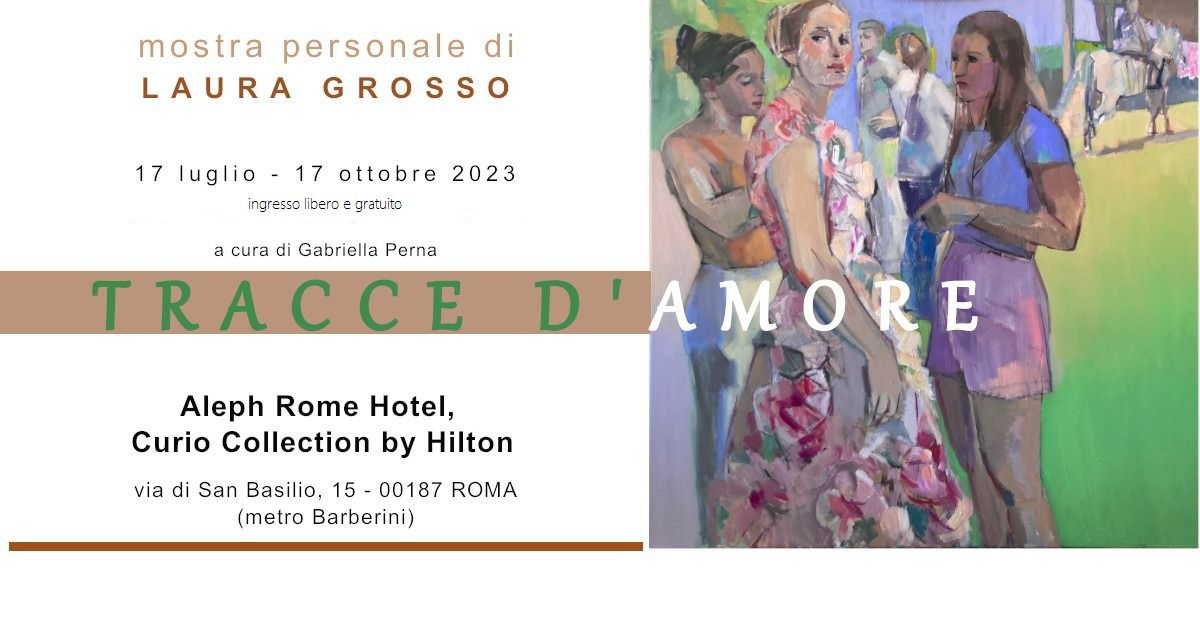 mostra personale di
LAURA GROSSO
17 luglio - 17 ottobre 2023
ingresso libero e gratuito
a cura di Gabriella Perna
TRACCE D'AMORE
Aleph Rome Hotel,
Curio Collection by Hilton
via di San Basilio, 15 - 00187 ROMA
(metro Barberini)